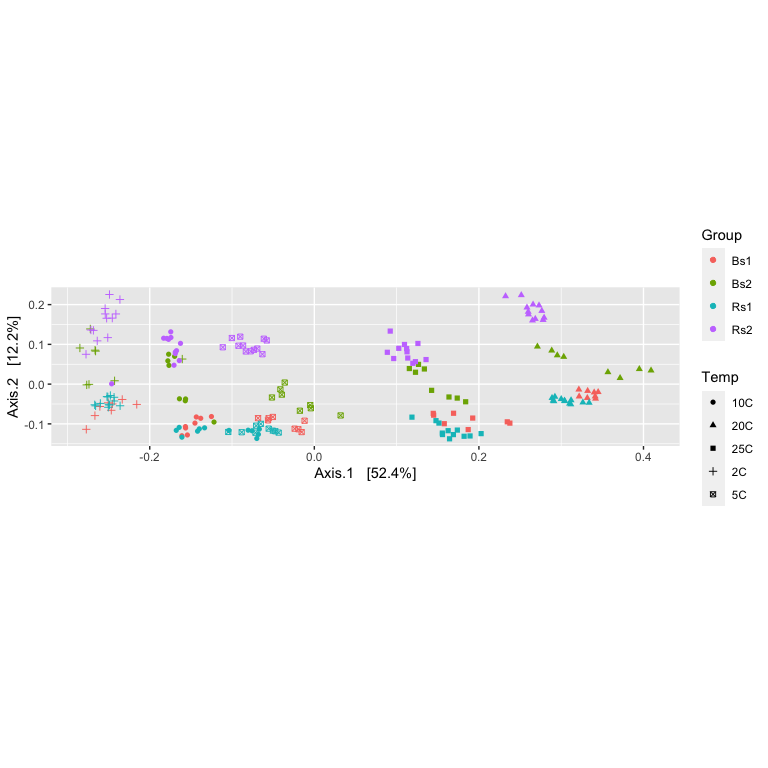 0.2
0.1
0.0
-0.1
Axis.2 [12.2%]
-0.2
0.0
0.2
0.4
Axis.1 [52.4%]
Group
Bs1
Bs2
Rs1
Rs2
Temp
10C
20C
25C
2C
5C